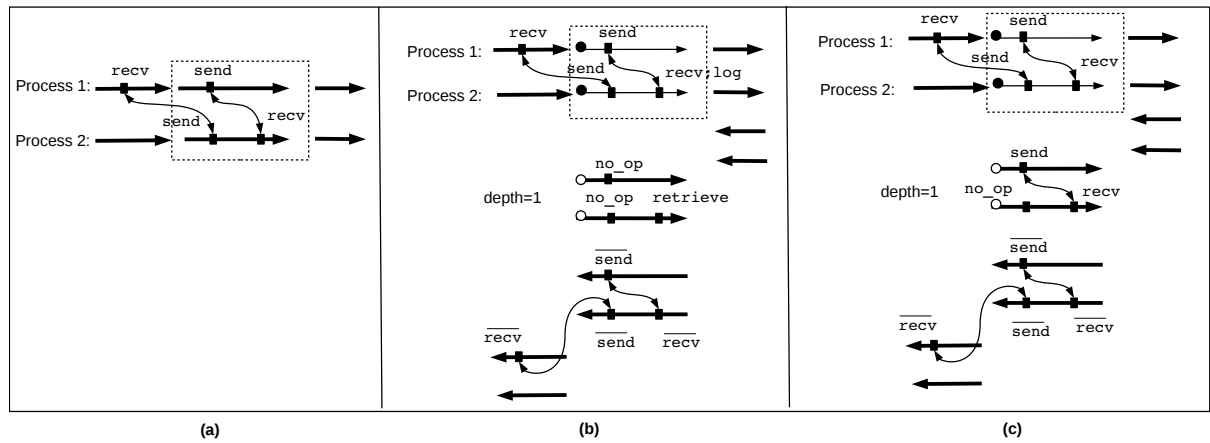 recv
send
Process 1:
send
recv
Process 2:
(a)
send
recv
Process 1:
send
recv;log
Process 2:
no_op
depth=1
no_op
retrieve
send
recv
send
recv
(b)
send
recv
Process 1:
send
recv
Process 2:
send
depth=1
no_op
recv
send
recv
send
recv
(c)